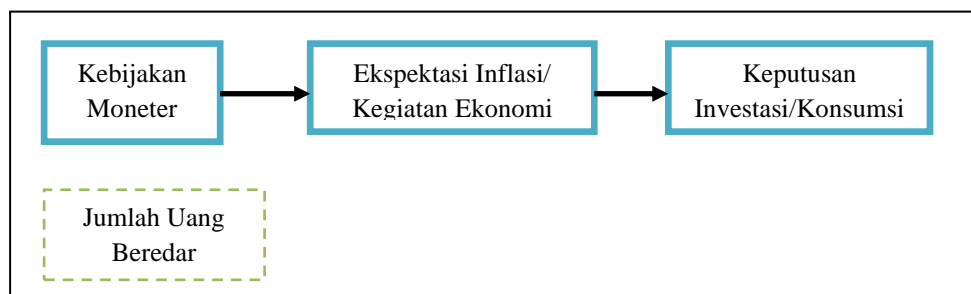 Kebijakan
Moneter
Ekspektasi Inflasi/
Kegiatan Ekonomi
Keputusan
Investasi/Konsumsi
Jumlah Uang
Beredar